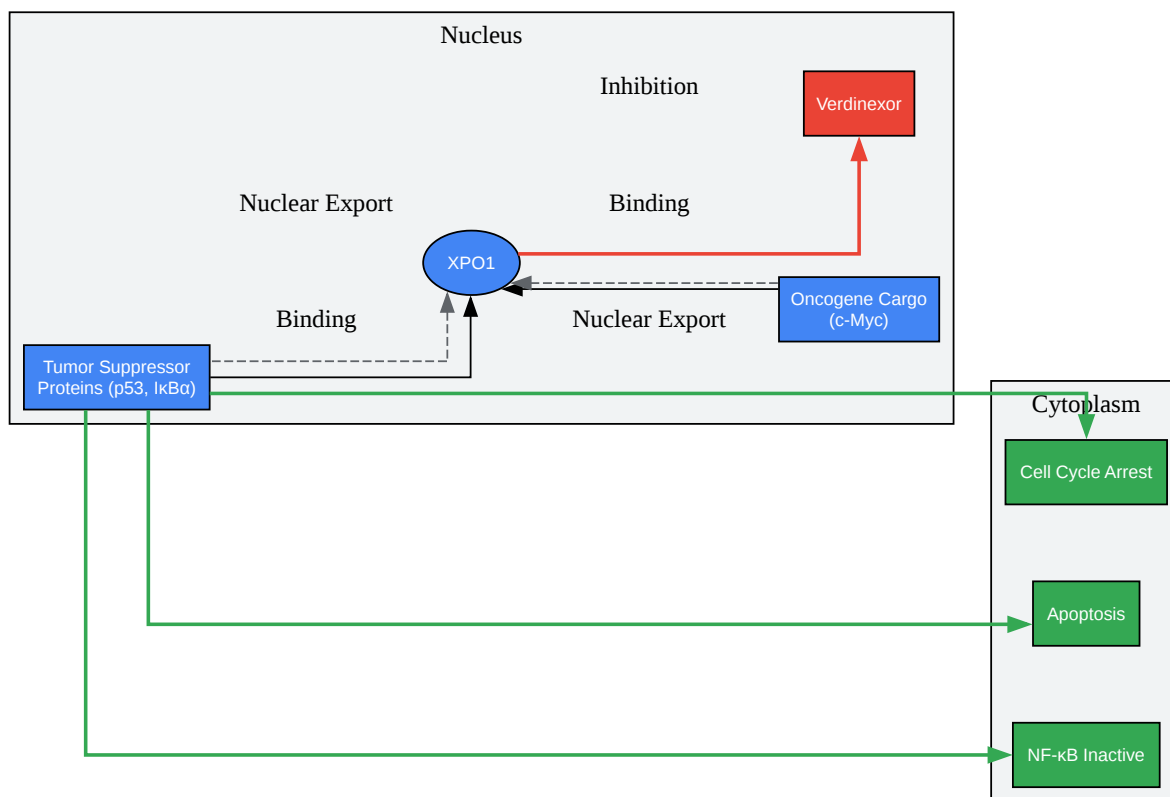 Nucleus
Inhibition
Verdinexor
Nuclear Export
Binding
XPO1
Oncogene Cargo
(c-Myc)
Binding
Nuclear Export
Tumor Suppressor
Proteins (p53, IκBα)
Cytoplasm
Cell Cycle Arrest
Apoptosis
NF-κB Inactive